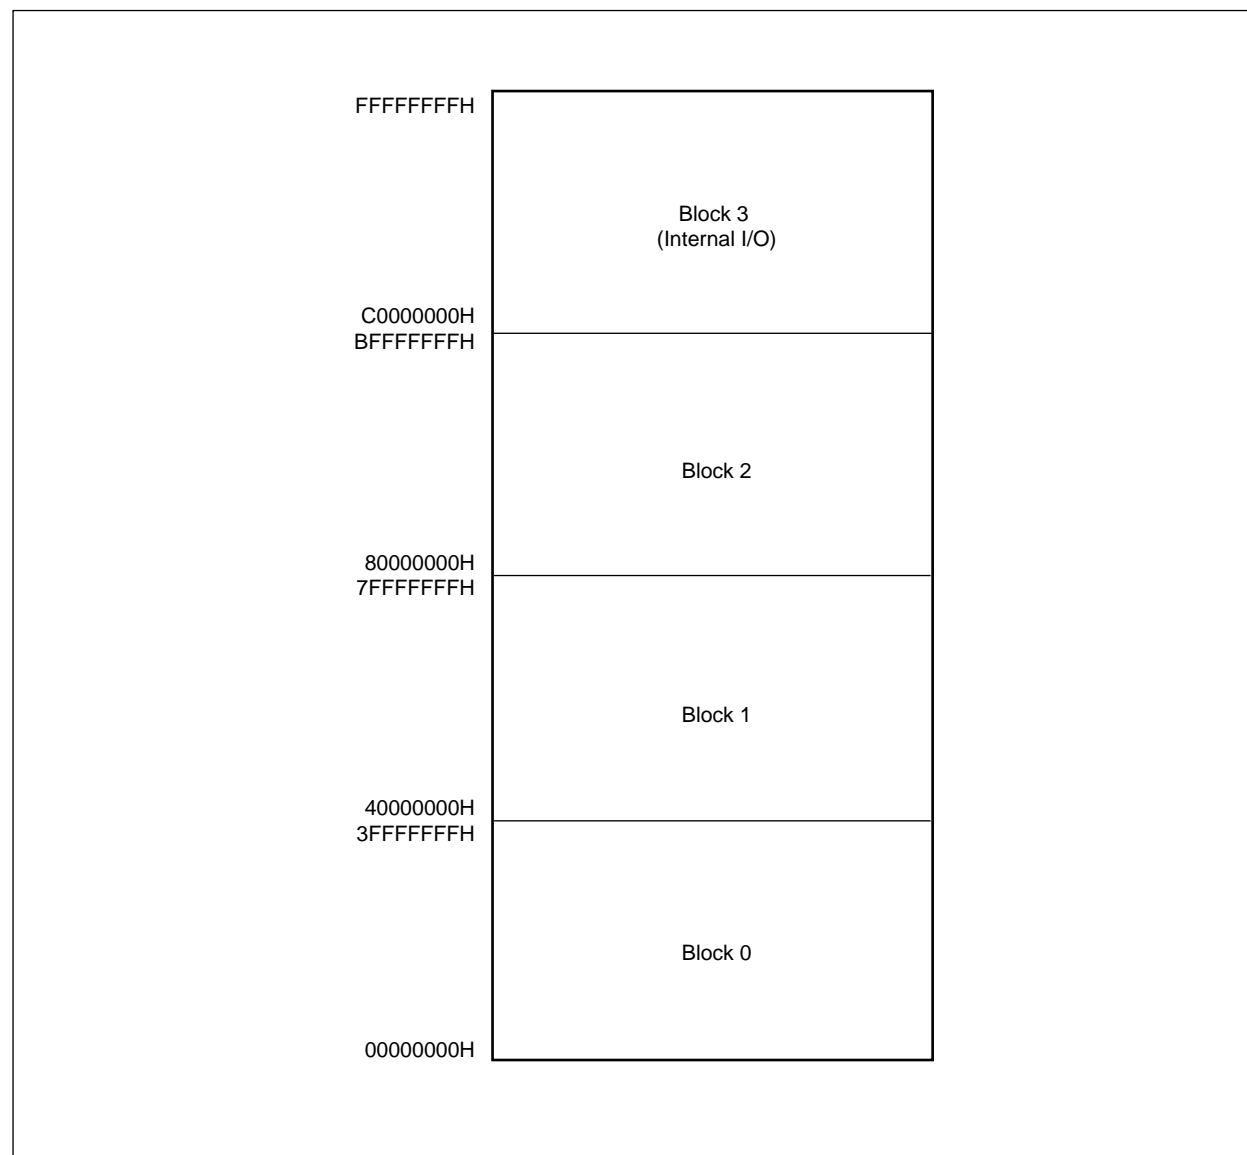 FFFFFFFFH
Block 3
(Internal I/O)
C0000000H
BFFFFFFFH
Block 2
80000000H
7FFFFFFFH
Block 1
40000000H
3FFFFFFFH
Block 0
00000000H